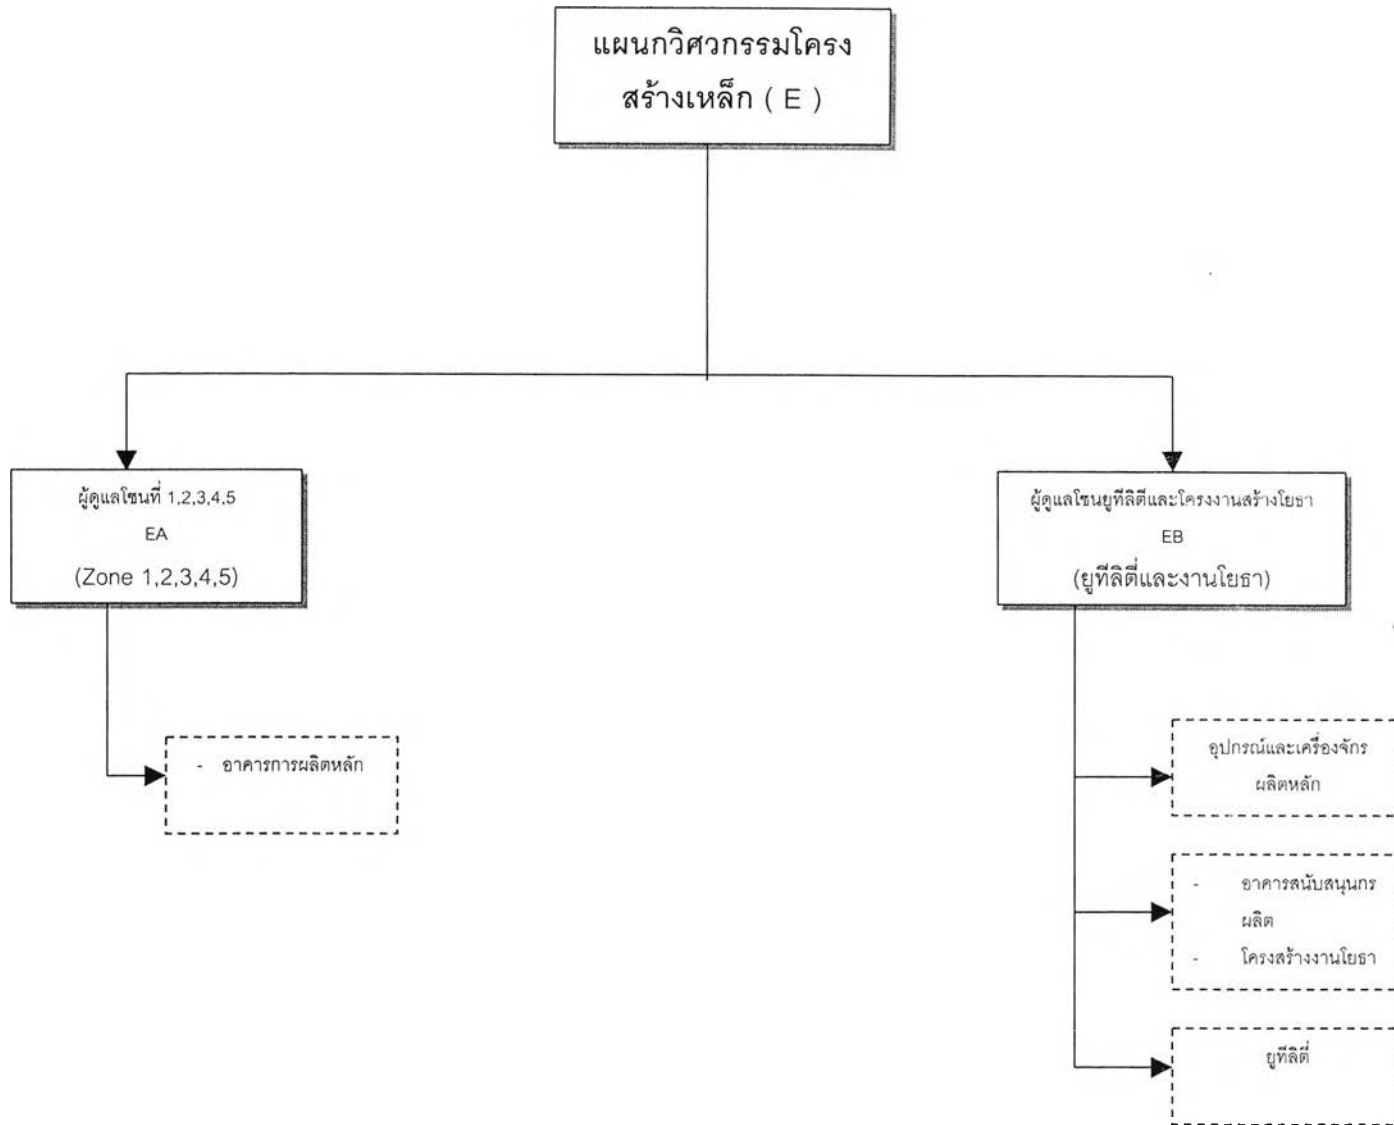 แผนกวิศวกรรมโครง
สร้างเหล็ก ( E )
ผู้ดูแลโซนที่ 1,2,3,4,5
EA
(Zone 1,2,3,4,5)
ผู้ดูแลโซนยูทีลิตีและโครงงานสร้างโยธา
EB
(ยูทีลิตี่และงานโยธา)
- อาคารการผลิตหลัก
อุปกรณ์และเครื่องจักร
ผลิตหลัก
- อาคารสนับสนุนกร
ผลิต
- โครงสร้างงานโยธา
ยูทีลิตี่